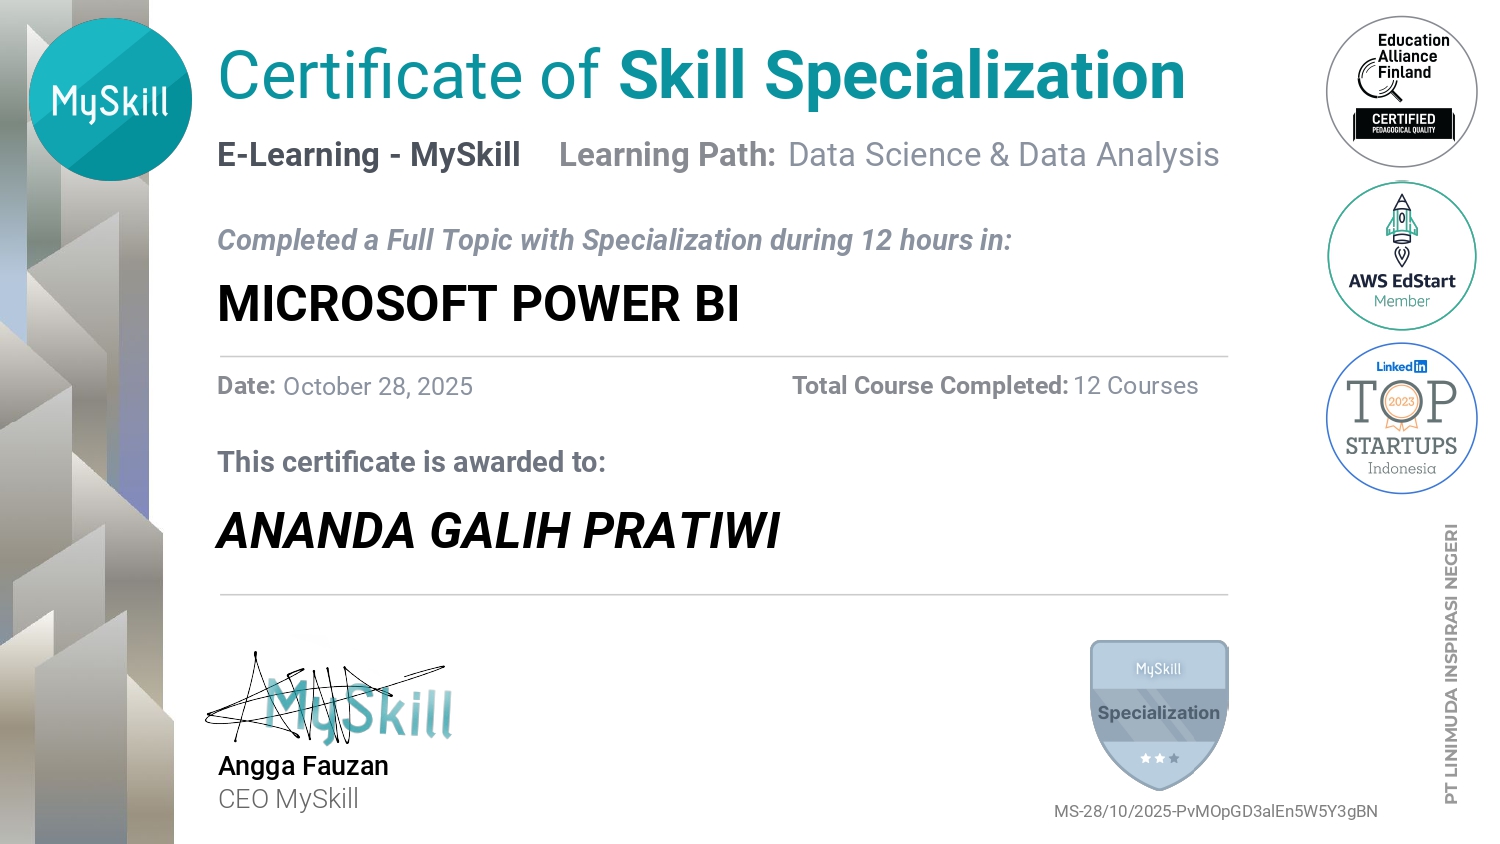 MySkill
Certificate of Skill Specialization
E-Learning - MySkill Learning Path: Data Science & Data Analysis
Completed a Full Topic with Specialization during 12 hours in:
MICROSOFT POWER BI
Date: October 28, 2025 Total Course Completed: 12 Courses
This certificate is awarded to:
ANANDA GALIH PRATIWI
MySkill
Angga Fauzan
CEO MySkill
MySkill
Specialization
MS-28/10/2025-PvMOpGD3alEn5W5Y3gBN
Education
Alliance
Finland
CERTIFIED
PEDAGOGICAL QUALITY
AWS EdStart
Member
Linked in
TOP
2023
STARTUPS
Indonesia
PT LINIMUDA INSPIRASI NEGERI